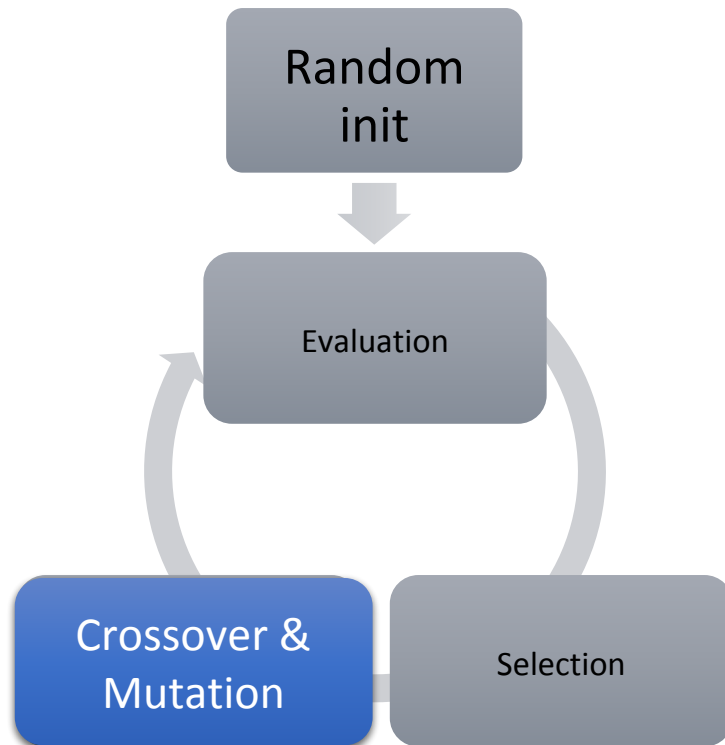 Random
init
Evaluation
Crossover &
Mutation
Selection